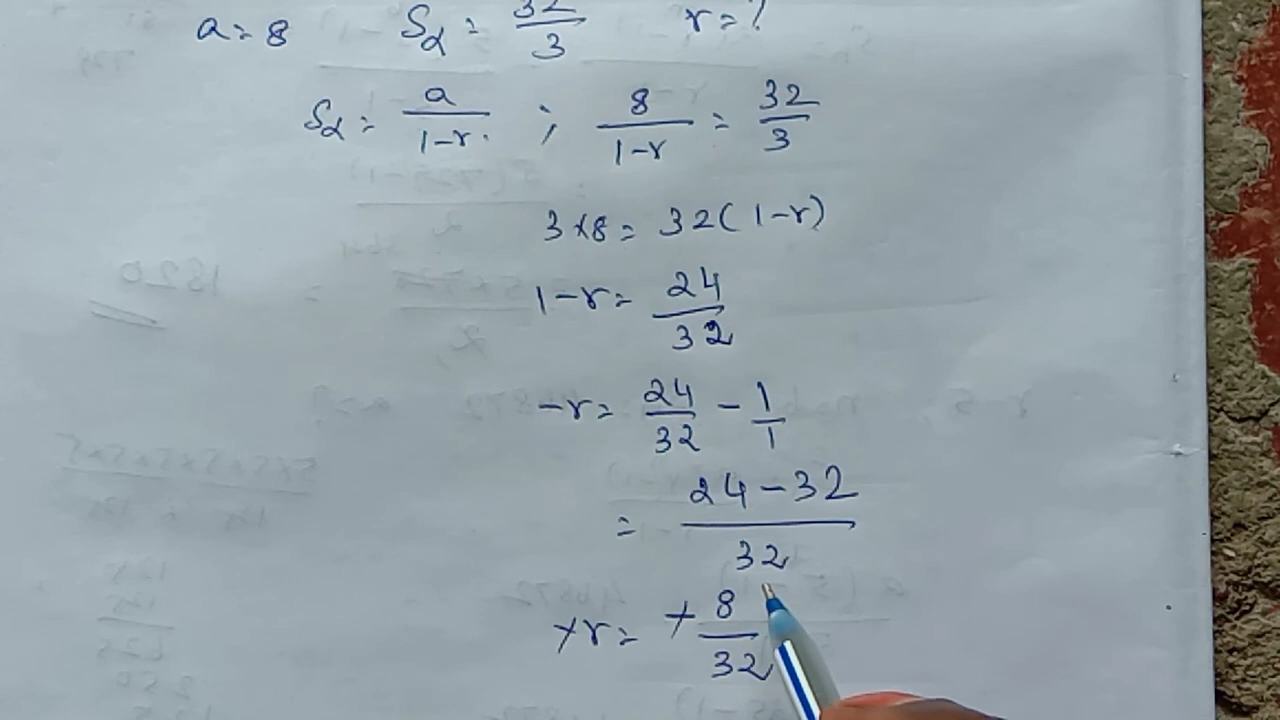 a = 8 S∝ = 32/3 r = ?
S∝ = a/1-r. ; 8/1-r = 32/3
3×8 = 32(1-r)
1-r = 24/32
-r = 24/32 - 1/1
= 24-32/32
+r = + 8/32